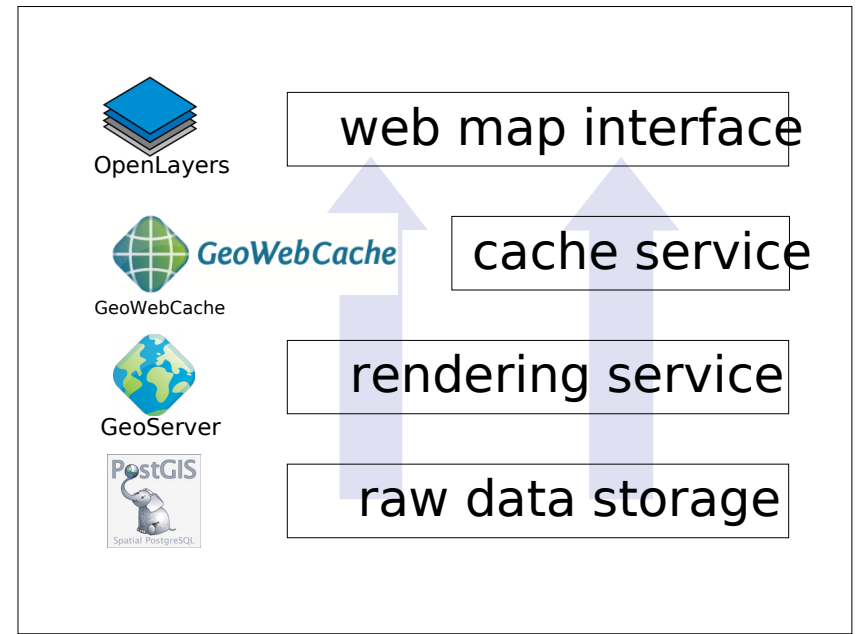 web map interface
OpenLayers
GeoWebCache
cache service
GeoWebCache
rendering service
GeoServer
PostGIS
raw data storage
Spatial PostgreSQL